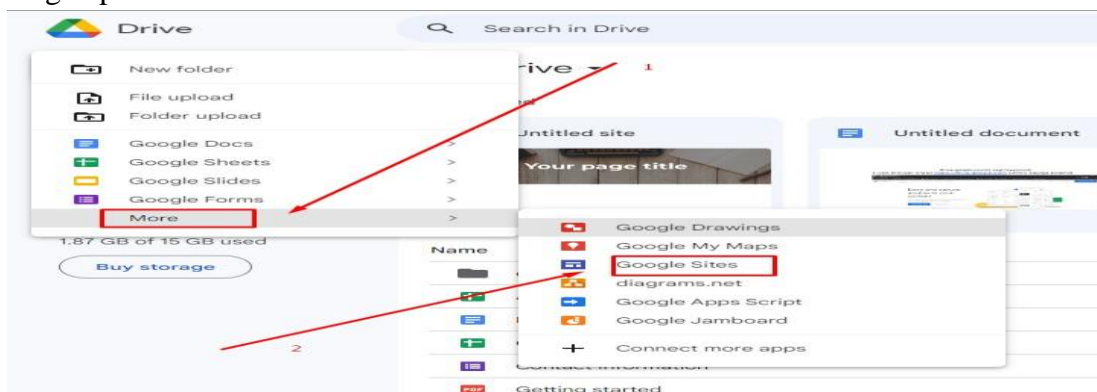 Drive
Search in Drive
New folder
File upload
Folder upload
Google Docs
Google Sheets
Google Slides
Google Forms
More
1.87 GB of 15 GB used
Buy storage
1
Untitled site
Untitled document
Your page title
Name
Google Drawings
Google My Maps
Google Sites
diagrams.net
Google Apps Script
Google Jamboard
Connect more apps
2
Contact Information
Getting started